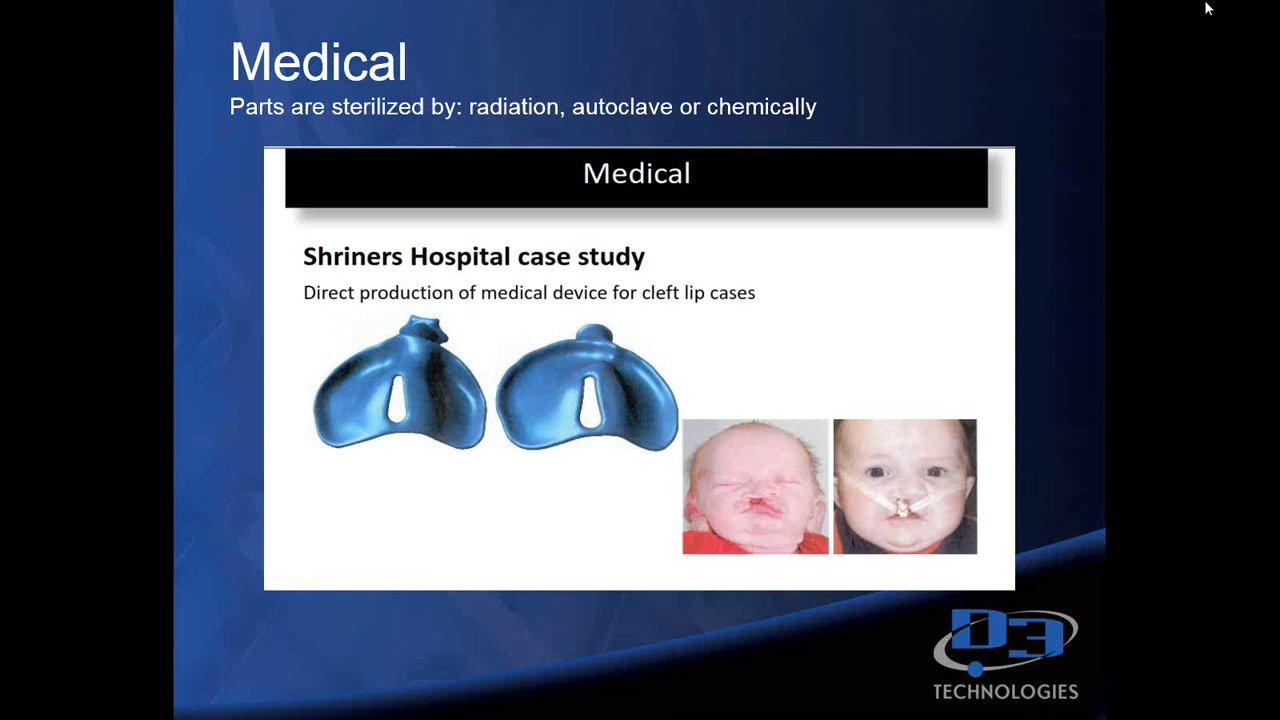 Medical
Parts are sterilized by: radiation, autoclave or chemically
Medical
Shriners Hospital case study
Direct production of medical device for cleft lip cases
D3
TECHNOLOGIES